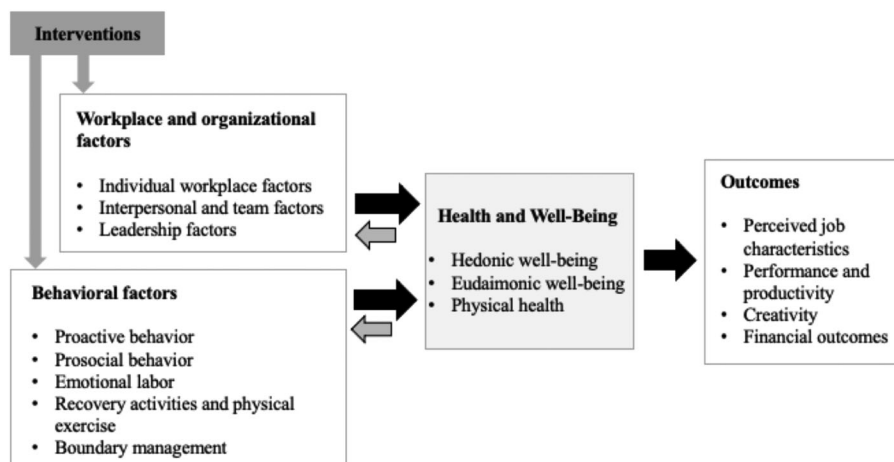 Interventions
Workplace and organizational
factors
• Individual workplace factors
• Interpersonal and team factors
• Leadership factors
Behavioral factors
• Proactive behavior
• Prosocial behavior
• Emotional labor
• Recovery activities and physical
exercise
• Boundary management
Health and Well-Being
• Hedonic well-being
• Eudaimonic well-being
• Physical health
Outcomes
• Perceived job
characteristics
• Performance and
productivity
• Creativity
• Financial outcomes